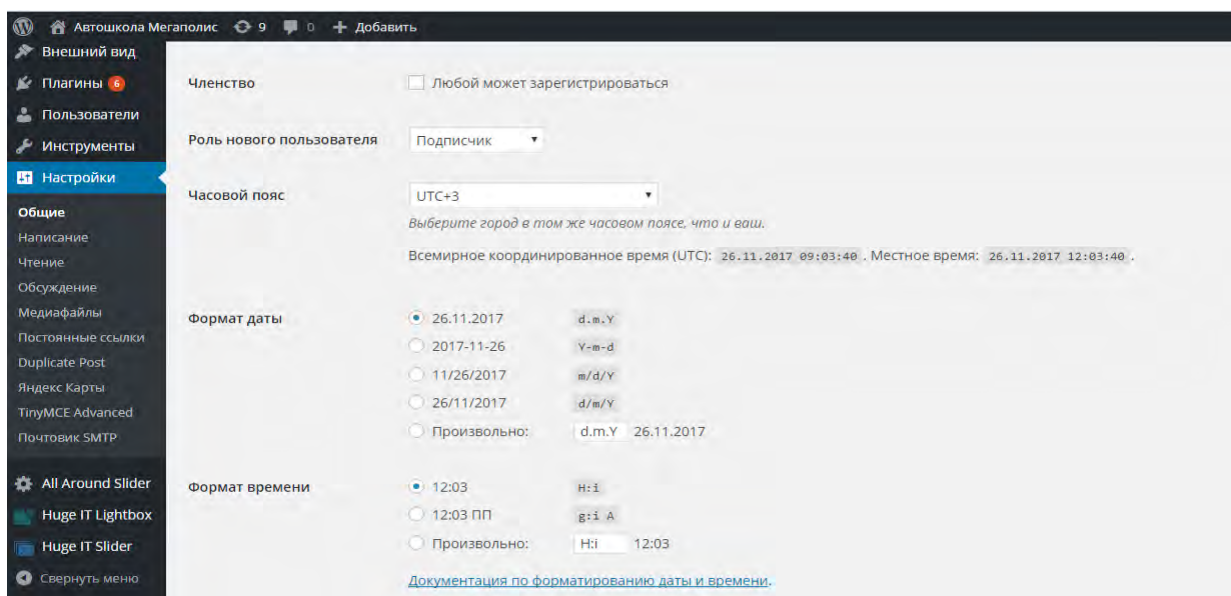 Автошкола Мегаполис 9 0 + Добавить
Внешний вид
Плагины 6
Пользователи
Инструменты
Настройки
Общие
Написание
Чтение
Обсуждение
Медиафайлы
Постоянные ссылки
Duplicate Post
Яндекс Карты
TinyMCE Advanced
Почтовик SMTP
All Around Slider
Huge IT Lightbox
Huge IT Slider
Свернуть меню
Членство Любой может зарегистрироваться
Роль нового пользователя Подписчик
Часовой пояс UTC+3
Выберите город в том же часовом поясе, что и ваш.
Всемирное координированное время (UTC): 26.11.2017 09:03:40 . Местное время: 26.11.2017 12:03:40 .
Формат даты 26.11.2017 d.m.Y
2017-11-26 Y-m-d
11/26/2017 m/d/Y
26/11/2017 d/m/Y
Произвольно: d.m.Y 26.11.2017
Формат времени 12:03 H:i
12:03 ПП g:i A
Произвольно: H:i 12:03
Документация по форматированию даты и времени.